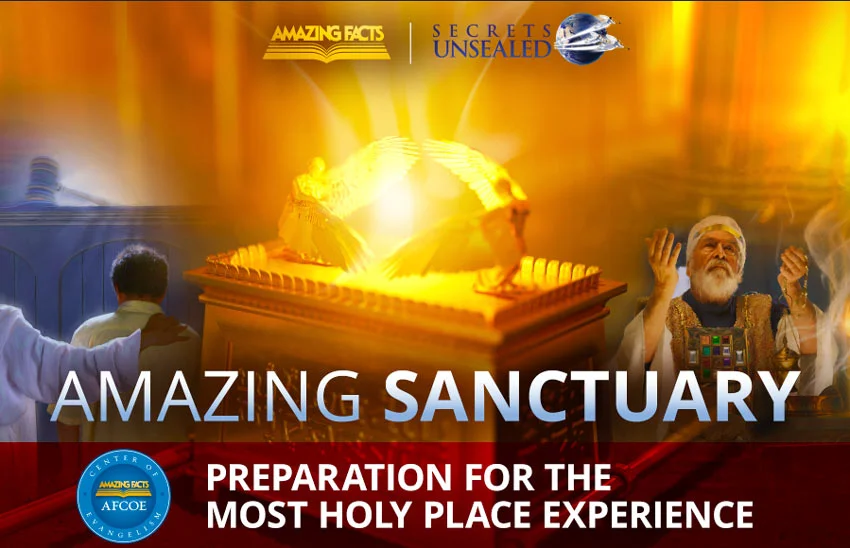 AMAZING FACTS
SECRETS
UNSEALED
AMAZING SANCTUARY
CENTER OF
AMAZING FACTS
AFCOE
EVANGELISM
PREPARATION FOR THE
MOST HOLY PLACE EXPERIENCE